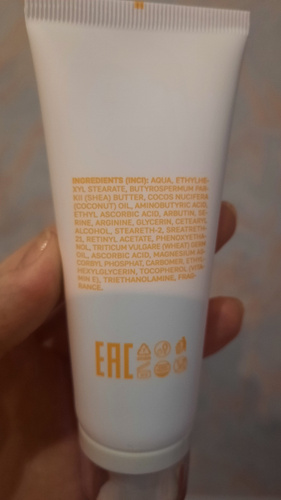 INGREDIENTS (INCI): AQUA, ETHYLHE-
XYL STEARATE, BUTYROSPERMUM PAR-
KII (SHEA) BUTTER, COCOS NUCIFERA
(COCONUT) OIL, AMINOBUTYRIC ACID,
ETHYL ASCORBIC ACID, ARBUTIN, SE-
RINE, ARGININE, GLYCERIN, CETEARYL
ALCOHOL, STEARETH-2, SREATRETH-
21, RETINYL ACETATE, PHENOXYETHA-
NOL, TRITICUM VULGARE (WHEAT) GERM
OIL, ASCORBIC ACID, MAGNESIUM AS-
CORBYL PHOSPHAT, CARBOMER, ETHYL-
HEXYLGLYCERIN, TOCOPHEROL (VITA-
MIN E), TRIETHANOLAMINE, FRAG-
RANCE.
EAC